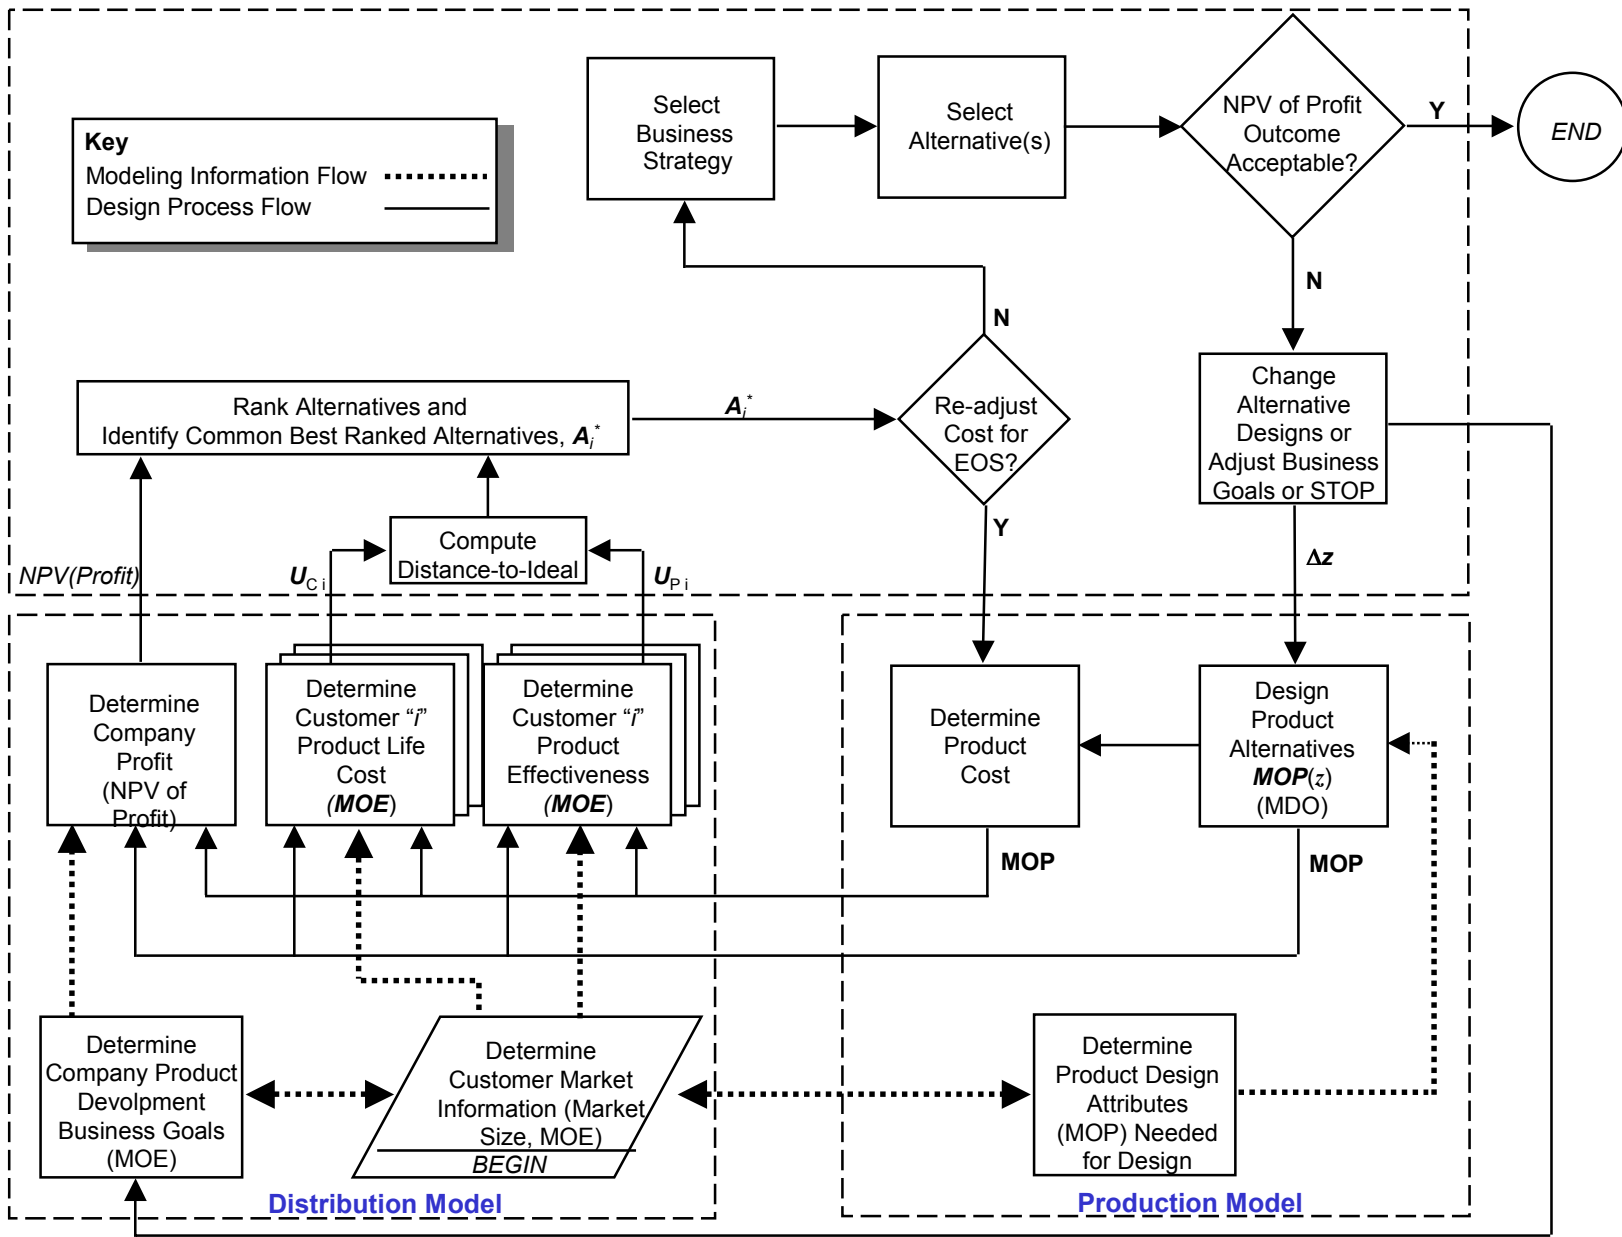 Select
Business
Strategy
Select
Alternative(s)
NPV of Profit
Outcome
Acceptable?
Y
END
Key
Modeling Information Flow
Design Process Flow
N
N
Rank Alternatives and
Identify Common Best Ranked Alternatives, Ai*
Ai*
Re-adjust
Cost for
EOS?
Change
Alternative
Designs or
Adjust Business
Goals or STOP
Y
Compute
Distance-to-Ideal
NPV(Profit)
UC i
UP i
Δz
Determine
Company
Profit
(NPV of
Profit)
Determine
Customer “i”
Product Life
Cost
(MOE)
Determine
Customer “i”
Product
Effectiveness
(MOE)
Determine
Product
Cost
Design
Product
Alternatives
MOP(z)
(MDO)
MOP
MOP
Determine
Company Product
Devolpment
Business Goals
(MOE)
Determine
Customer Market
Information (Market
Size, MOE)
BEGIN
Determine
Product Design
Attributes
(MOP) Needed
for Design
Distribution Model
Production Model